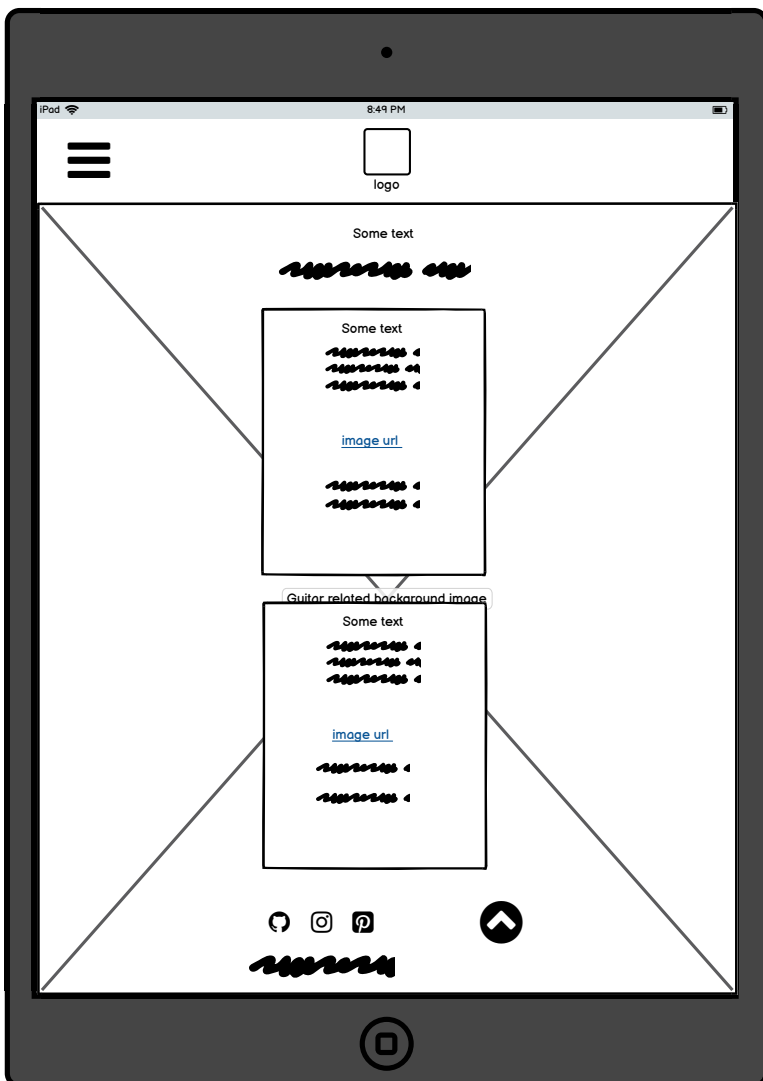 iPad
8:49 PM
logo
Some text
Some text
image url
Guitar related background image
Some text
image url